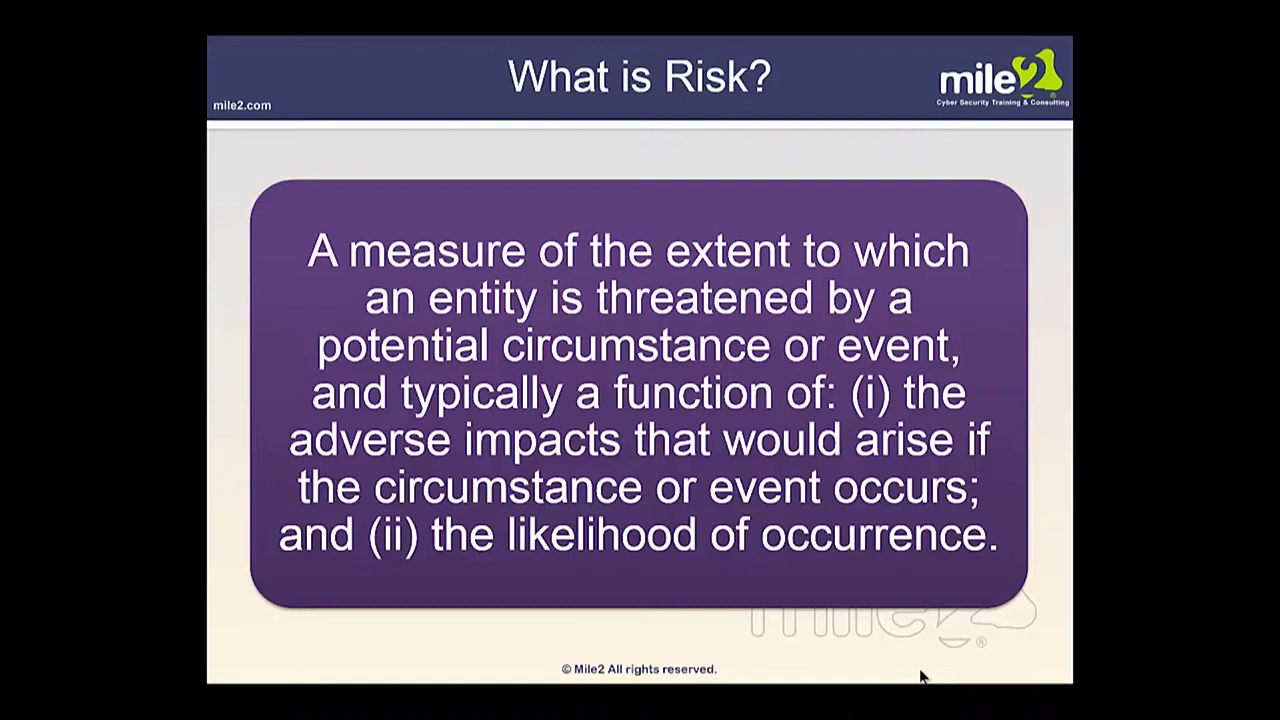 What is Risk?
mile2
®
Cyber Security Training & Consulting
mile2.com
A measure of the extent to which
an entity is threatened by a
potential circumstance or event,
and typically a function of: (i) the
adverse impacts that would arise if
the circumstance or event occurs;
and (ii) the likelihood of occurrence.
mile2
®
© Mile2 All rights reserved.